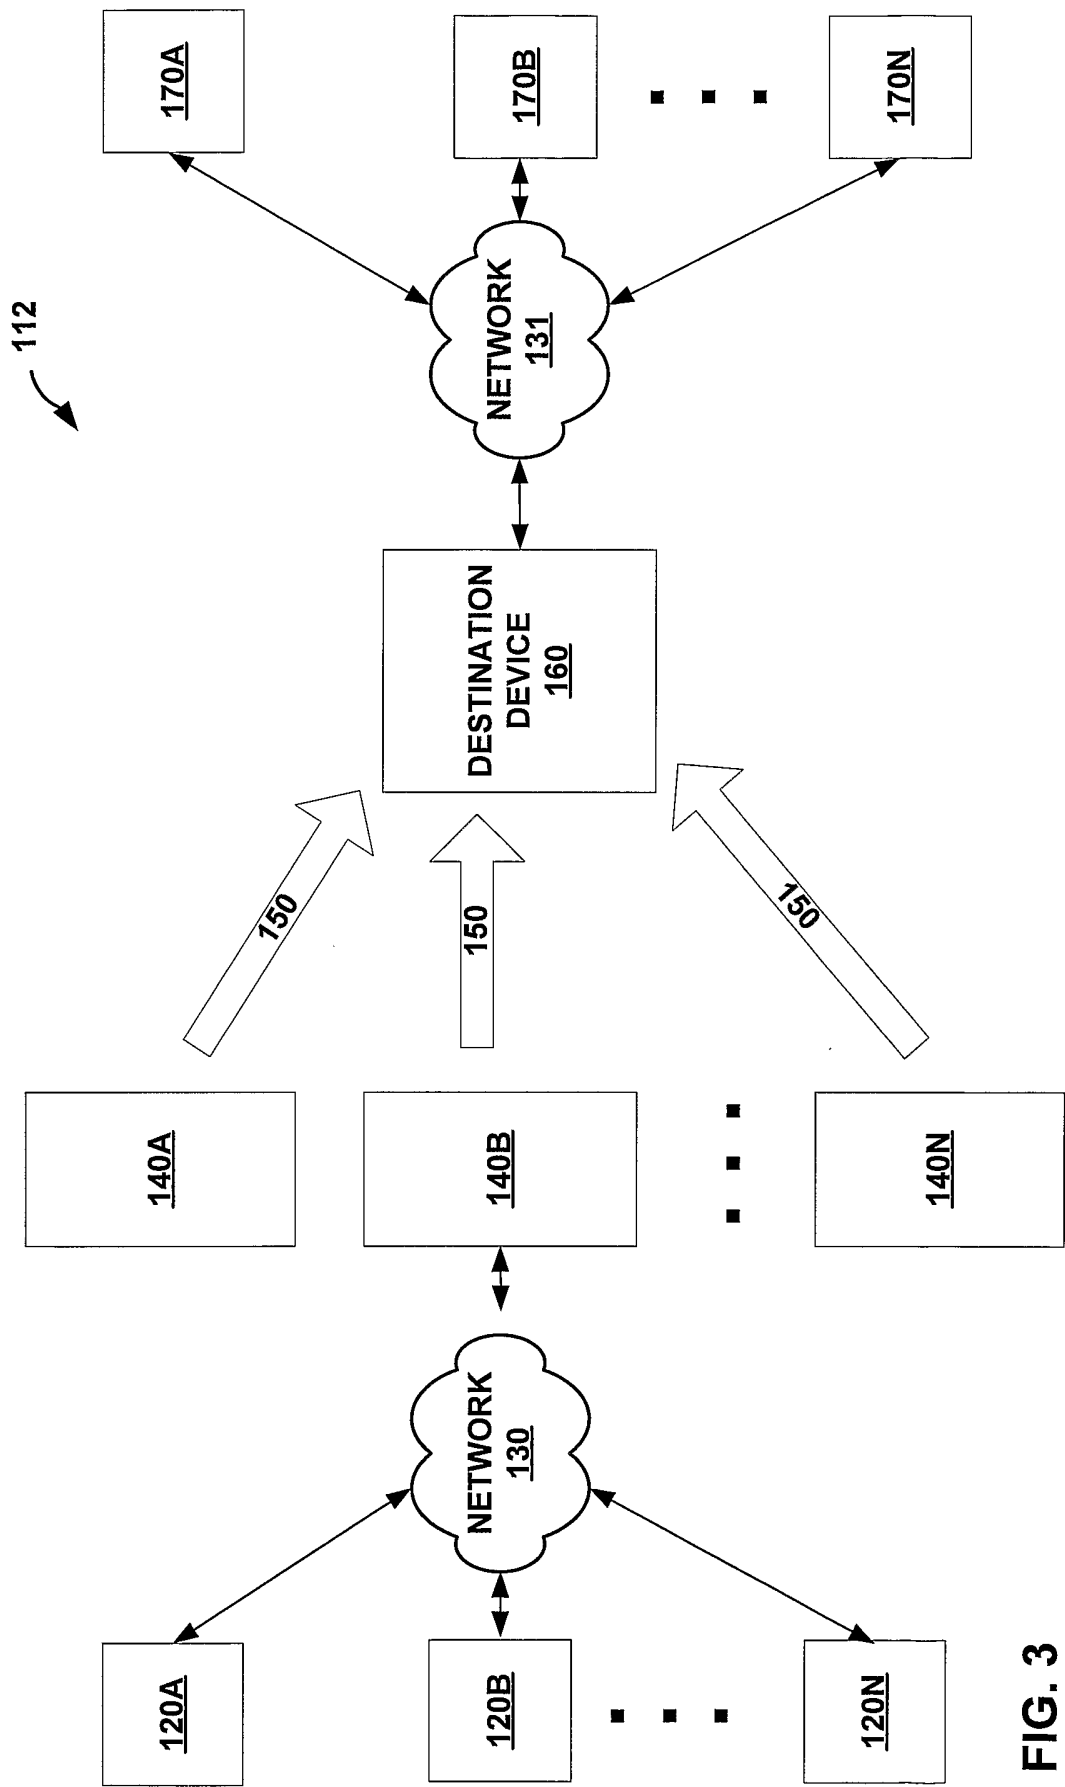 112
120A
120B
120N
NETWORK
130
140A
140B
140N
150
150
150
DESTINATION
DEVICE
160
NETWORK
131
170A
170B
170N
FIG. 3